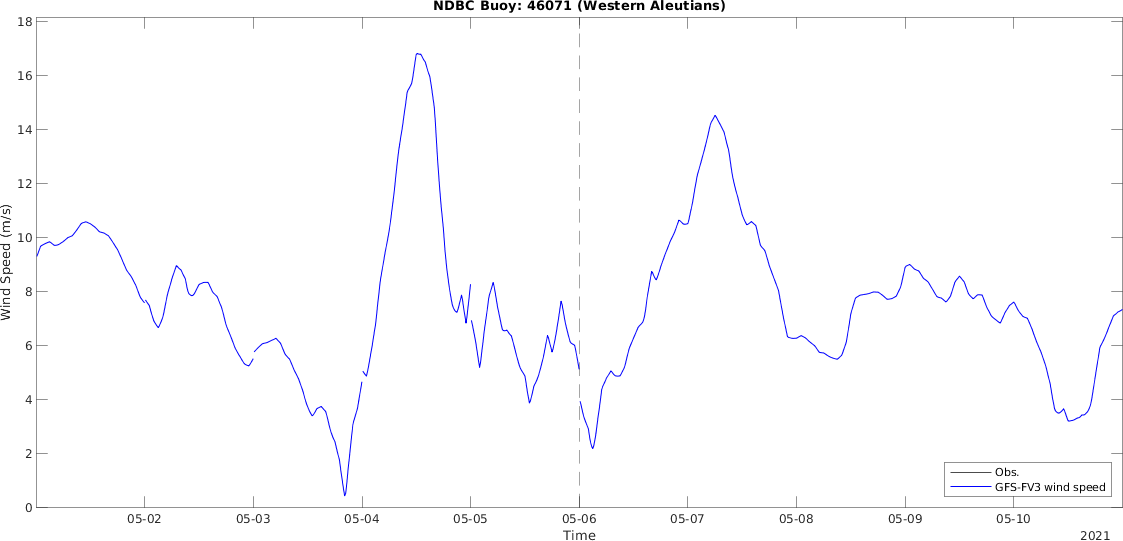 NDBC Buoy: 46071 (Western Aleutians)
18
16
14
12
10
8
6
4
2
0
Wind Speed (m/s)
Obs.
GFS-FV3 wind speed
05-02 05-03 05-04 05-05 05-06 05-07 05-08 05-09 05-10
Time
2021